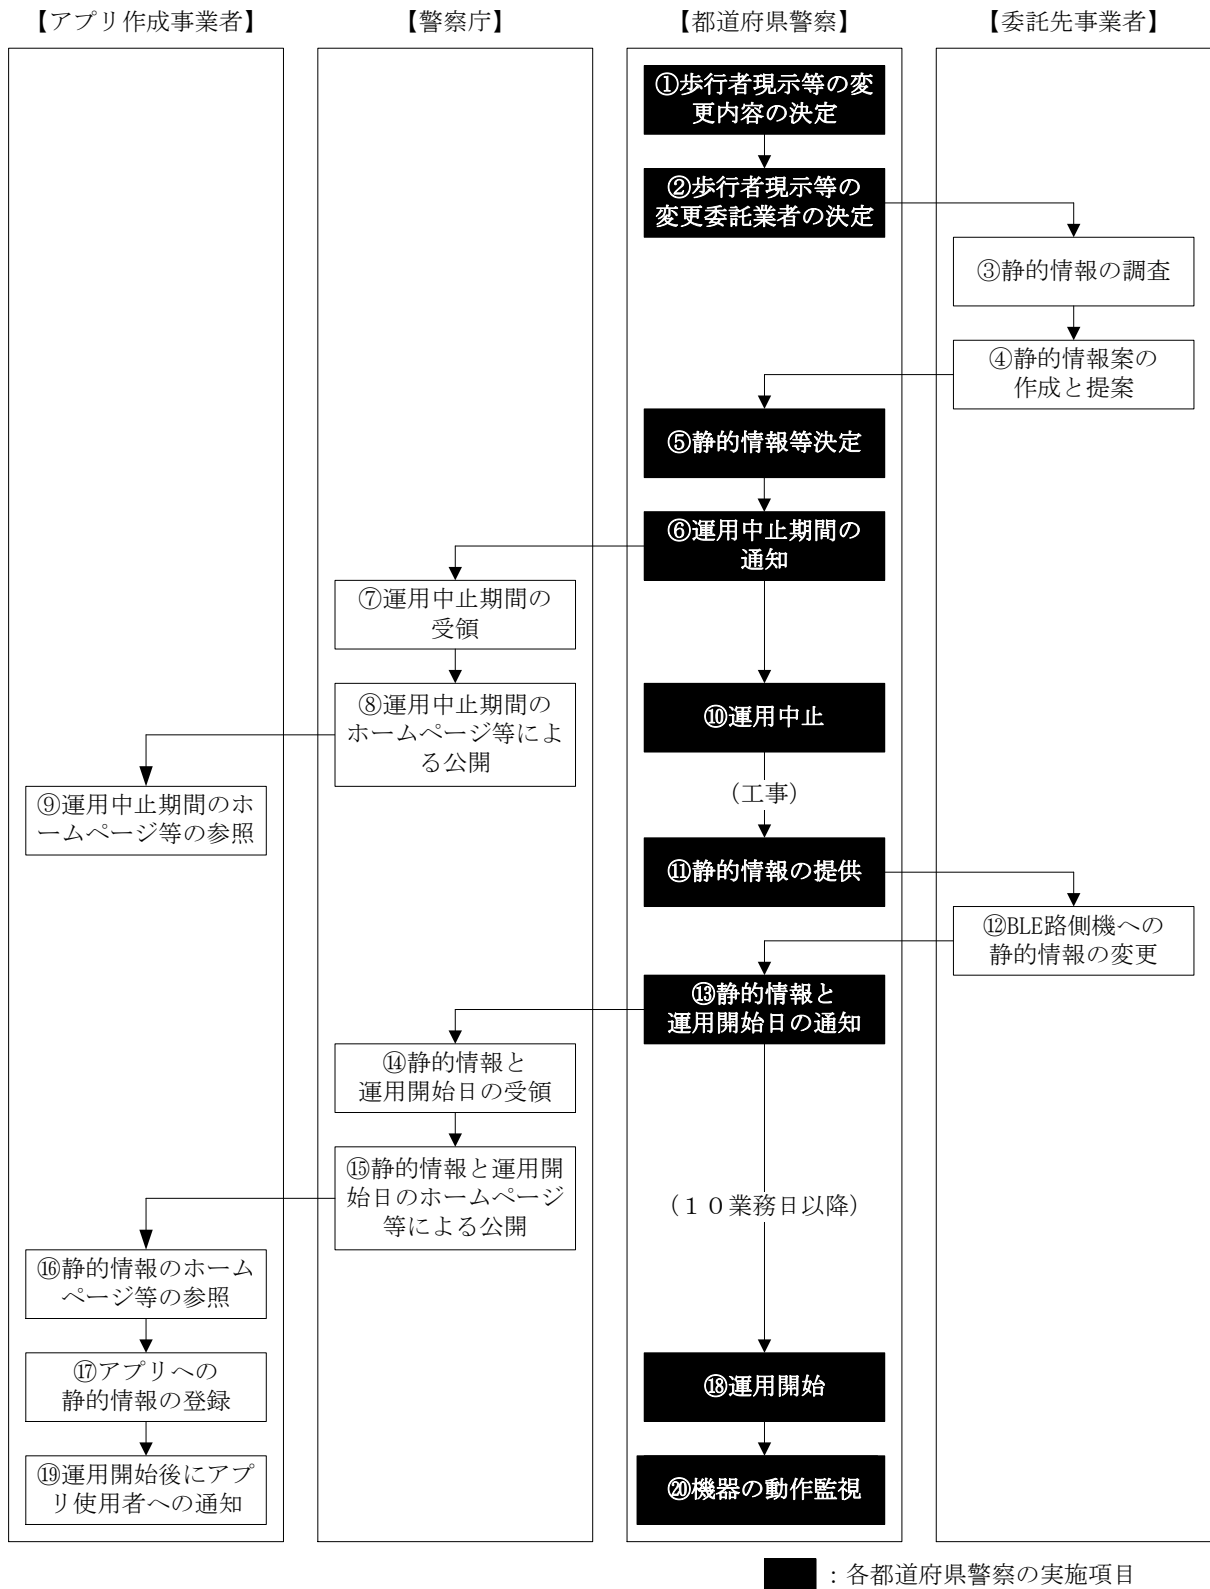 【アプリ作成事業者】
【警察庁】
【都道府県警察】
【委託先事業者】
①歩行者現示等の変
更内容の決定
②歩行者現示等の
変更委託業者の決定
③静的情報の調査
④静的情報案の
作成と提案
⑤静的情報等決定
⑥運用中止期間の
通知
⑦運用中止期間の
受領
⑧運用中止期間の
ホームページ等によ
る公開
⑨運用中止期間のホ
ームページ等の参照
⑩運用中止
（工事）
⑪静的情報の提供
⑫BLE路側機への
静的情報の変更
⑬静的情報と
運用開始日の通知
⑭静的情報と
運用開始日の受領
⑮静的情報と運用開
始日のホームページ
等による公開
（１０業務日以降）
⑯静的情報のホーム
ページ等の参照
⑰アプリへの
静的情報の登録
⑱運用開始
⑲運用開始後にアプ
リ使用者への通知
⑳機器の動作監視
：各都道府県警察の実施項目